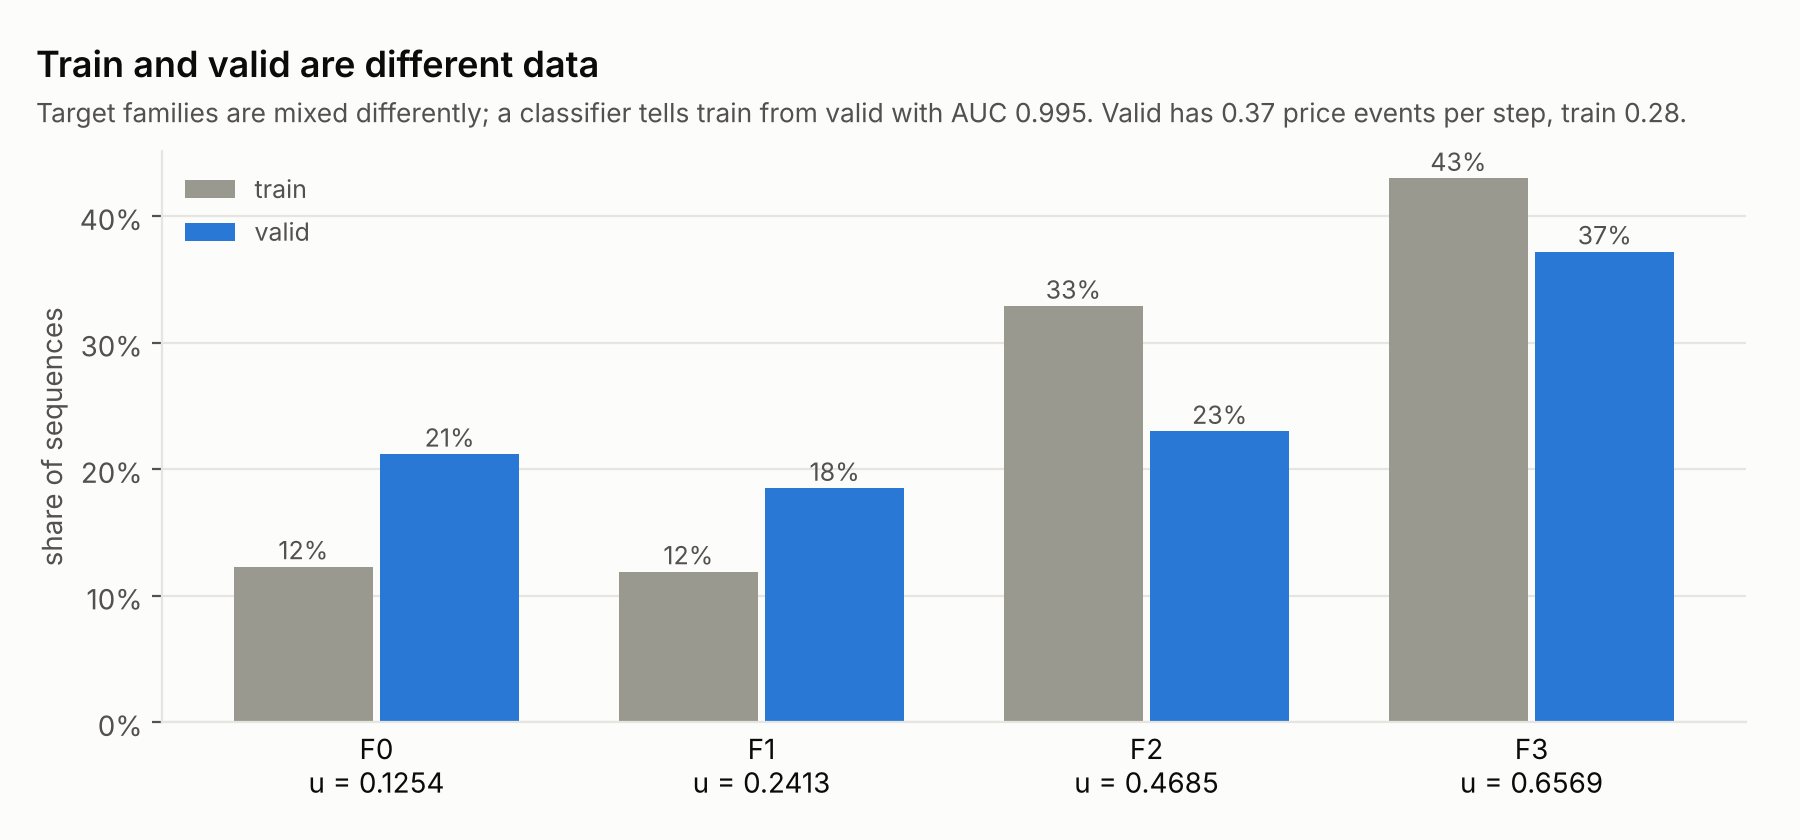 Train and valid are different data
Target families are mixed differently; a classifier tells train from valid with AUC 0.995. Valid has 0.37 price events per step, train 0.28.
train
valid
share of sequences
40%
30%
20%
10%
0%
12%
21%
12%
18%
33%
23%
43%
37%
F0
u = 0.1254
F1
u = 0.2413
F2
u = 0.4685
F3
u = 0.6569